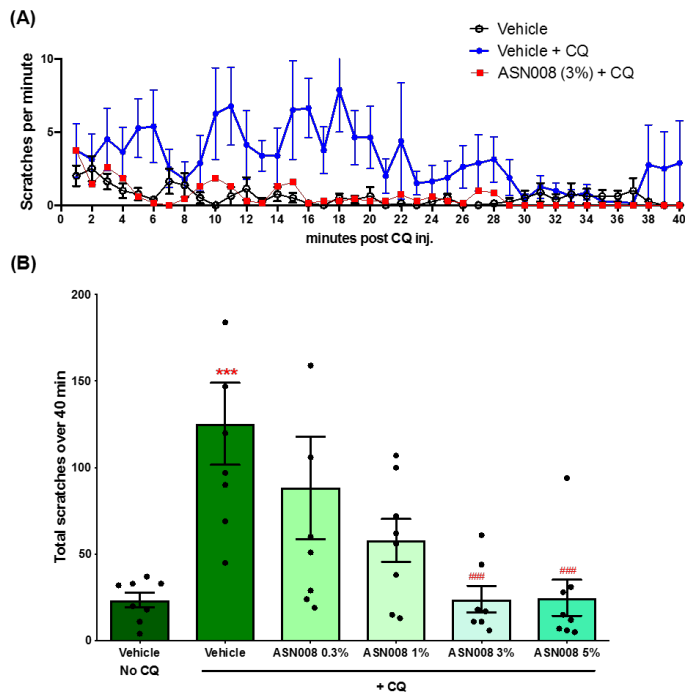 (A)
Vehicle
Vehicle + CQ
ASN008 (3%) + CQ
Scratches per minute
10
5
0
0 2 4 6 8 10 12 14 16 18 20 22 24 26 28 30 32 34 36 38 40
minutes post CQ inj.
(B)
Total scratches over 40 min
200
150
100
50
0
***
###
###
Vehicle Vehicle ASN008 0.3% ASN008 1% ASN008 3% ASN008 5%
No CQ
+ CQ